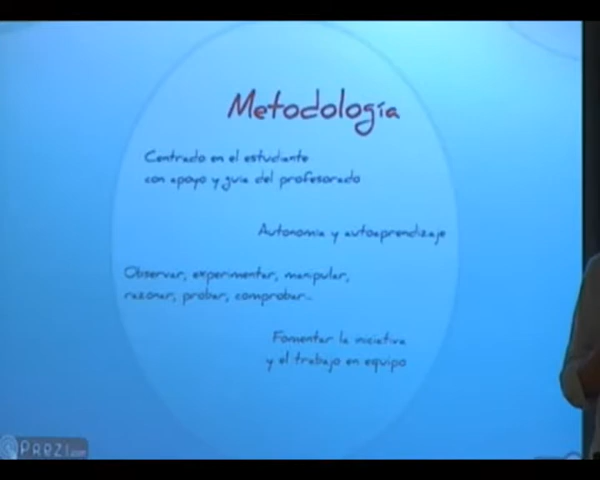 Metodología
Centrado en el estudiante
con apoyo y guía del profesorado
Autonomía y autoaprendizaje
Observar, experimentar, manipular,
razonar, probar, comprobar...
Fomentar la iniciativa
y el trabajo en equipo
Prezi.com